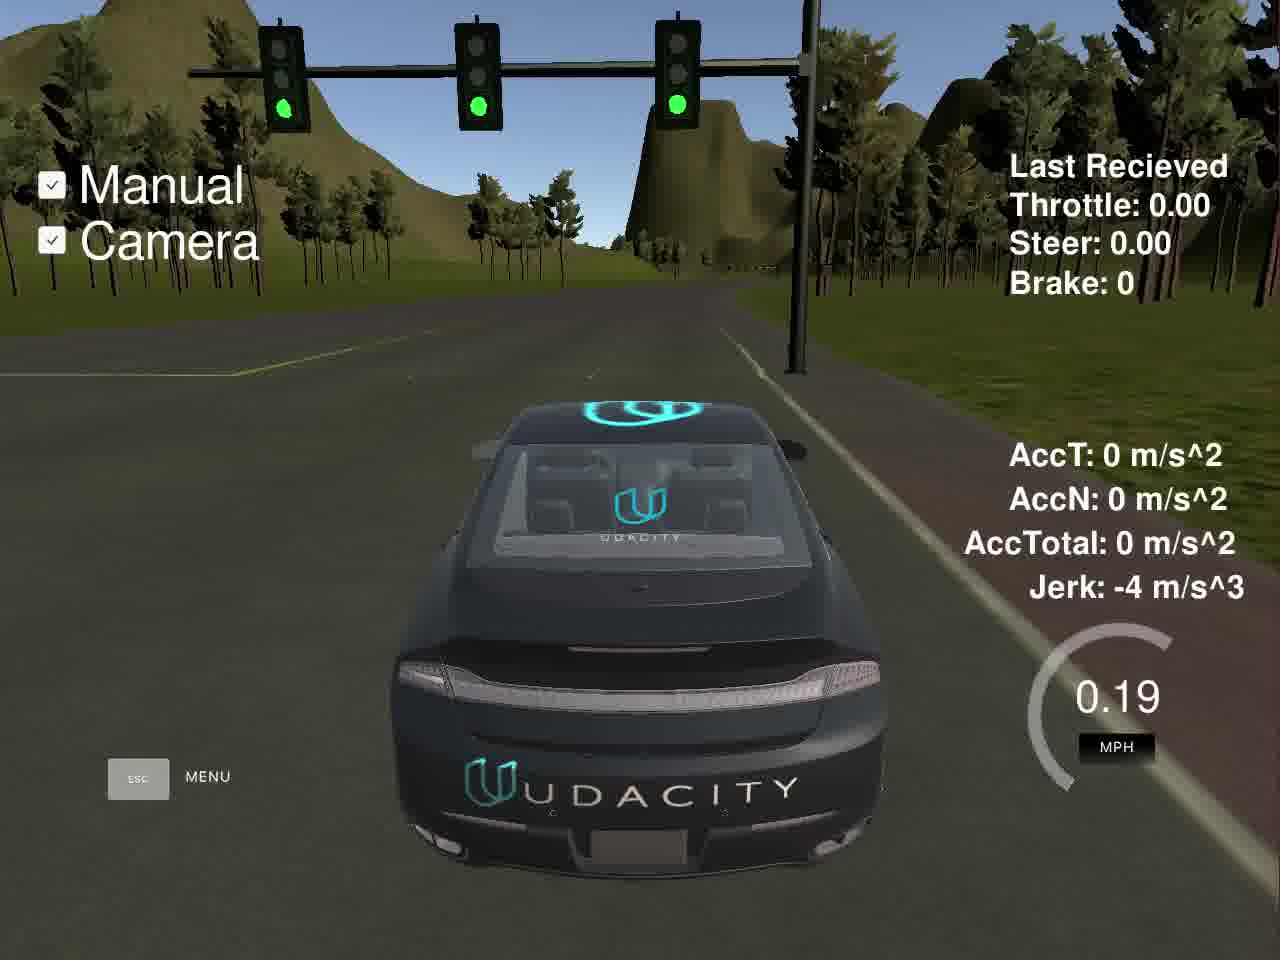 Manual
Camera
Last Recieved
Throttle: 0.00
Steer: 0.00
Brake: 0
AccT: 0 m/s^2
AccN: 0 m/s^2
AccTotal: 0 m/s^2
Jerk: -4 m/s^3
0.19
MPH
UDACITY
ESC MENU
UDACITY